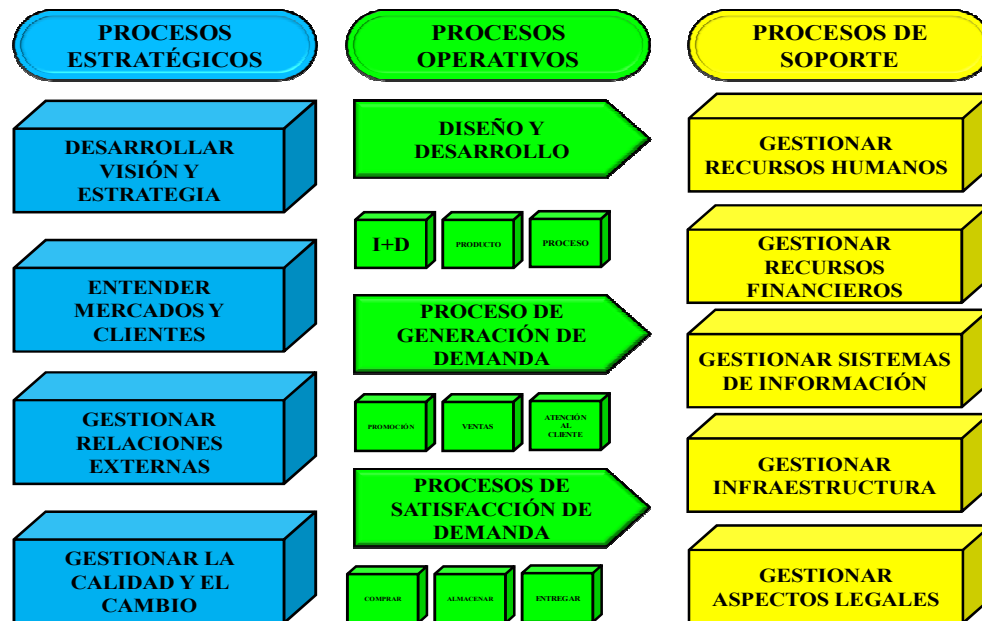 PROCESOS
ESTRATÉGICOS
DESARROLLAR
VISIÓN Y
ESTRATEGIA
ENTENDER
MERCADOS Y
CLIENTES
GESTIONAR
RELACIONES
EXTERNAS
GESTIONAR LA
CALIDAD Y EL
CAMBIO
PROCESOS
OPERATIVOS
DISEÑO Y
DESARROLLO
I+D
PRODUCTO
PROCESO
PROCESO DE
GENERACIÓN DE
DEMANDA
PROMOCIÓN
VENTAS
ATENCIÓN
AL
CLIENTE
PROCESOS DE
SATISFACCIÓN DE
DEMANDA
COMPRAR
ALMACENAR
ENTREGAR
PROCESOS DE
SOPORTE
GESTIONAR
RECURSOS HUMANOS
GESTIONAR
RECURSOS
FINANCIEROS
GESTIONAR SISTEMAS
DE INFORMACIÓN
GESTIONAR
INFRAESTRUCTURA
GESTIONAR
ASPECTOS LEGALES